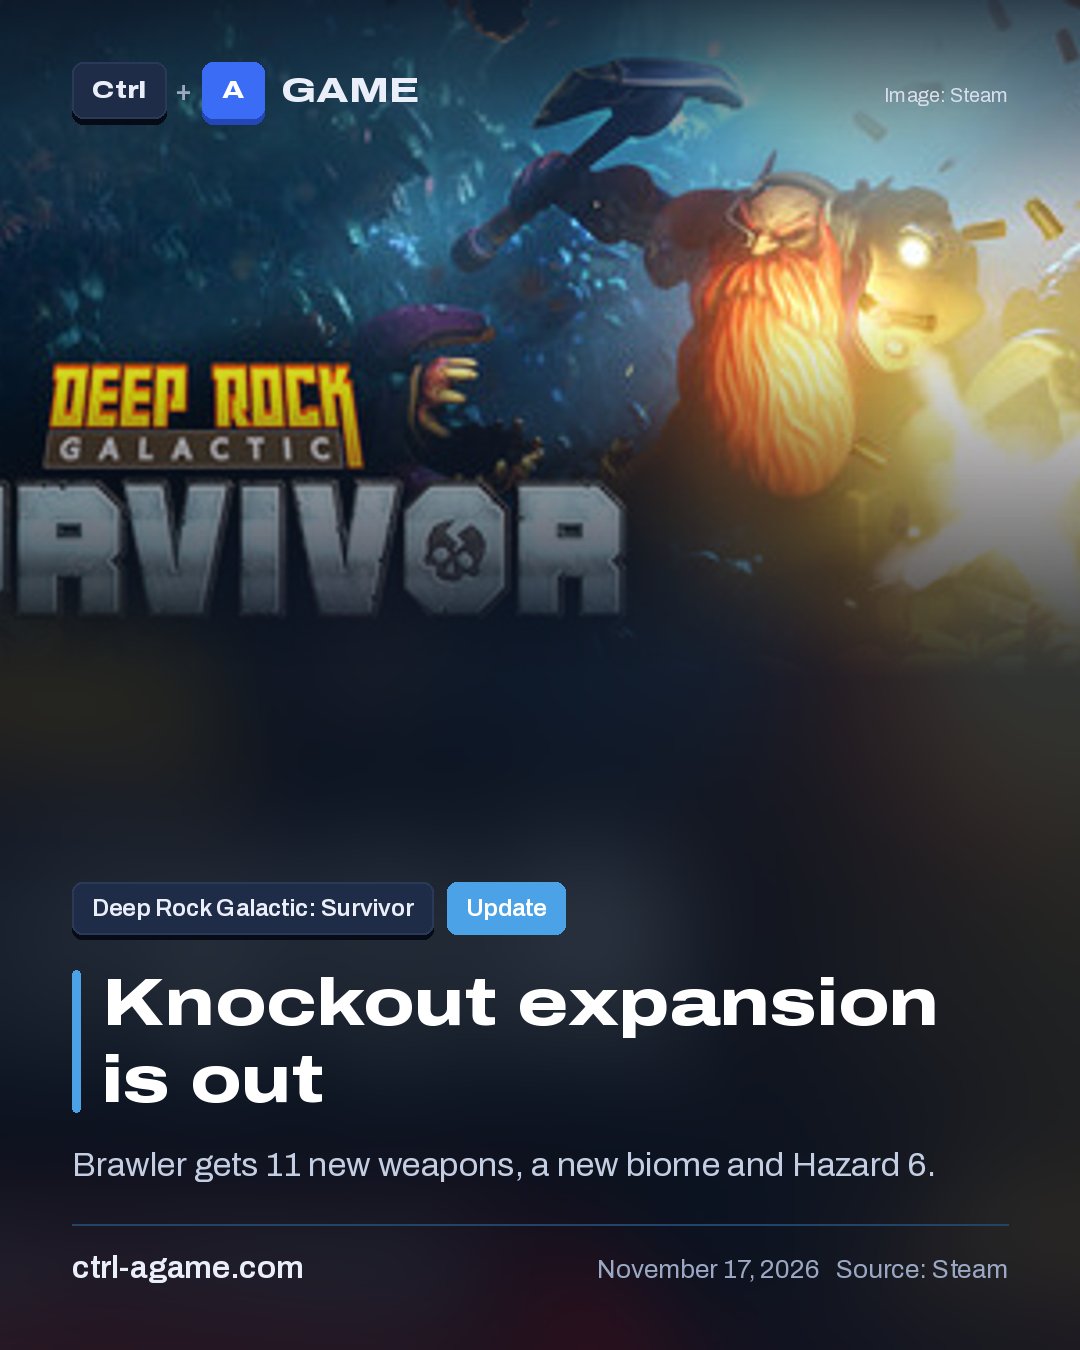 Ctrl + A GAME
Image: Steam
DEEP ROCK
GALACTIC
RVIVOR
Deep Rock Galactic: Survivor
Update
Knockout expansion
is out
Brawler gets 11 new weapons, a new biome and Hazard 6.
ctrl-agame.com
November 17, 2026 Source: Steam